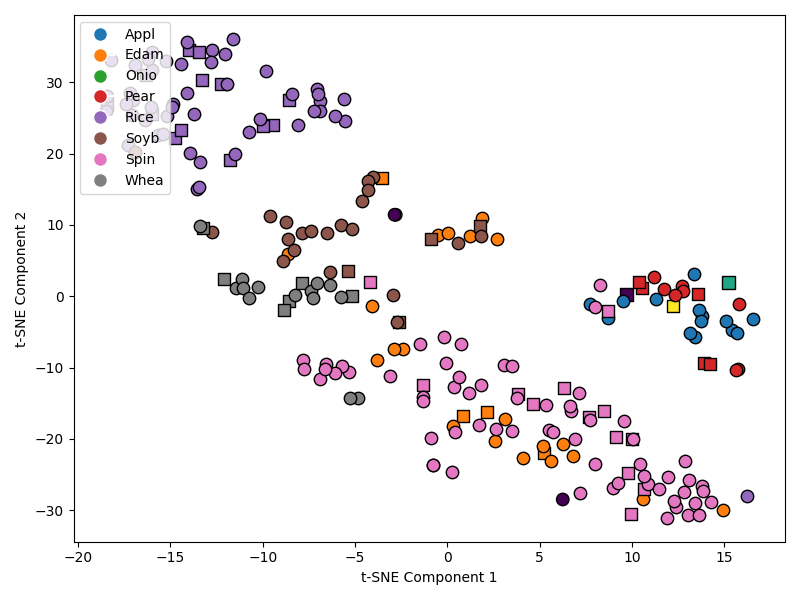 Appl
Edam
Onio
Pear
Rice
Soyb
Spin
Whea
30
20
10
0
−10
−20
−30
t-SNE Component 2
−20 −15 −10 −5 0 5 10 15
t-SNE Component 1